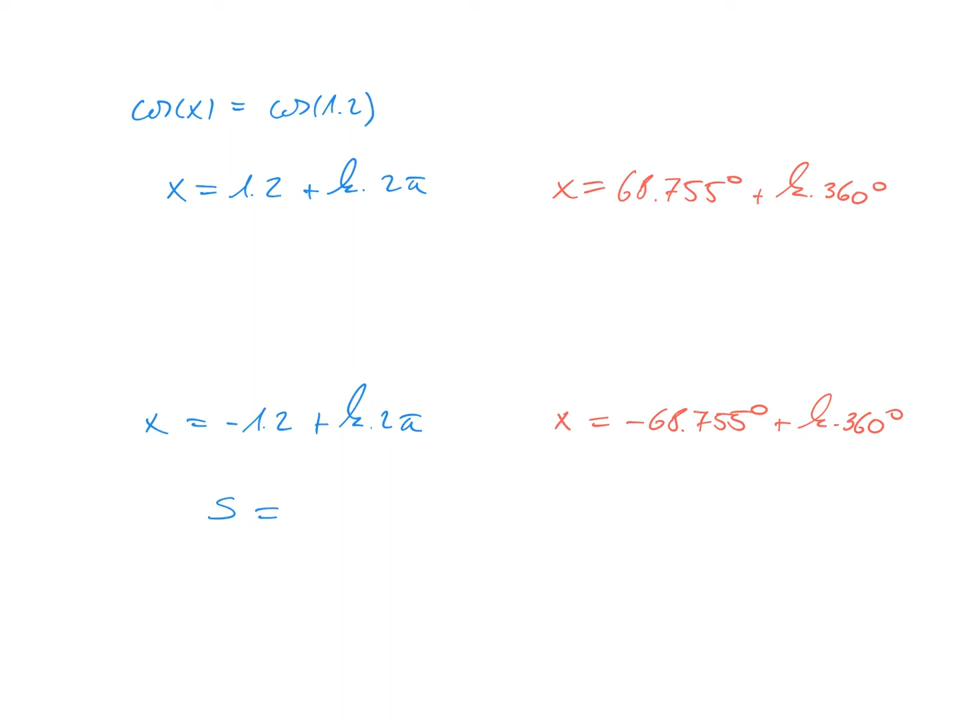 cos(x) = cos(1.2)
x = 1.2 + k. 2π
x = 68.755° + k. 360°
x = -1.2 + k. 2π
x = -68.755° + k. 360°
S =